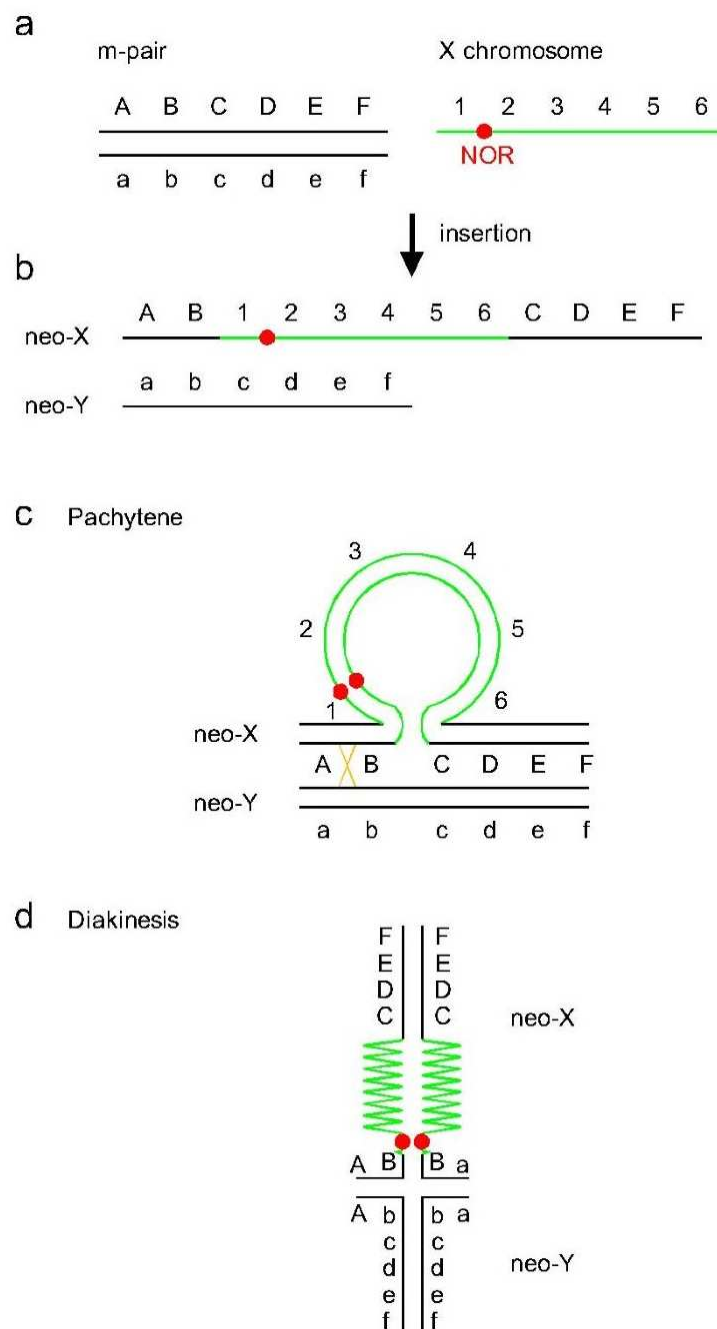 a
m-pair X chromosome
A B C D E F 1 2 3 4 5 6
NOR
a b c d e f
insertion
b
A B 1 2 3 4 5 6 C D E F
neo-X
a b c d e f
neo-Y
c Pachytene
3 4
2 5
1 6
neo-X
A B C D E F
neo-Y
a b c d e f
d Diakinesis
F F
E E
D D
C C neo-X
A B B a
A b b a
c c
d d neo-Y
e e
f f